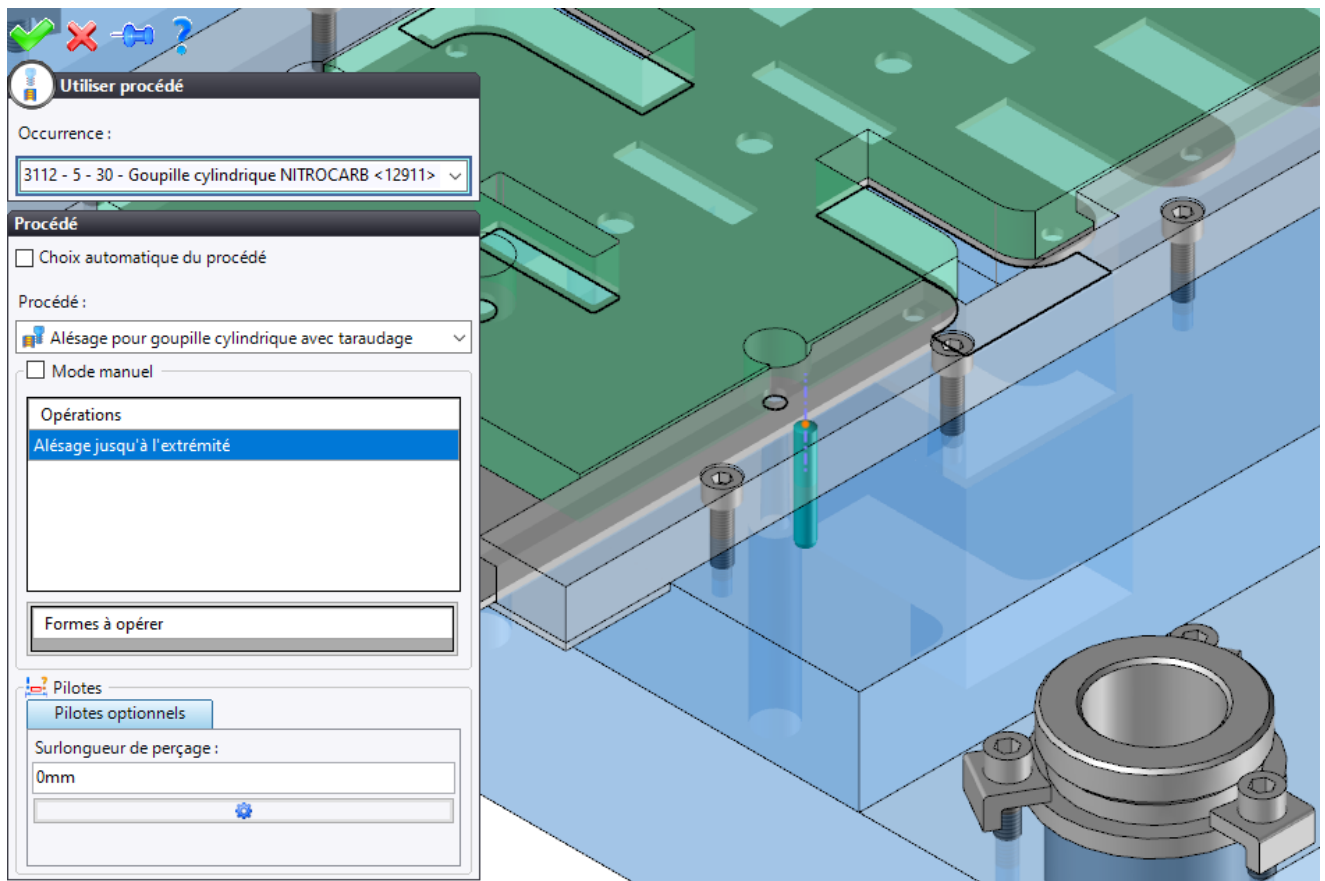 Utiliser procédé
Occurrence :
3112 - 5 - 30 - Goupille cylindrique NITROCARB <12911>
Procédé
Choix automatique du procédé
Procédé :
Alésage pour goupille cylindrique avec taraudage
Mode manuel
Opérations
Alésage jusqu'à l'extrémité
Formes à opérer
Pilotes
Pilotes optionnels
Surlongueur de perçage :
0mm